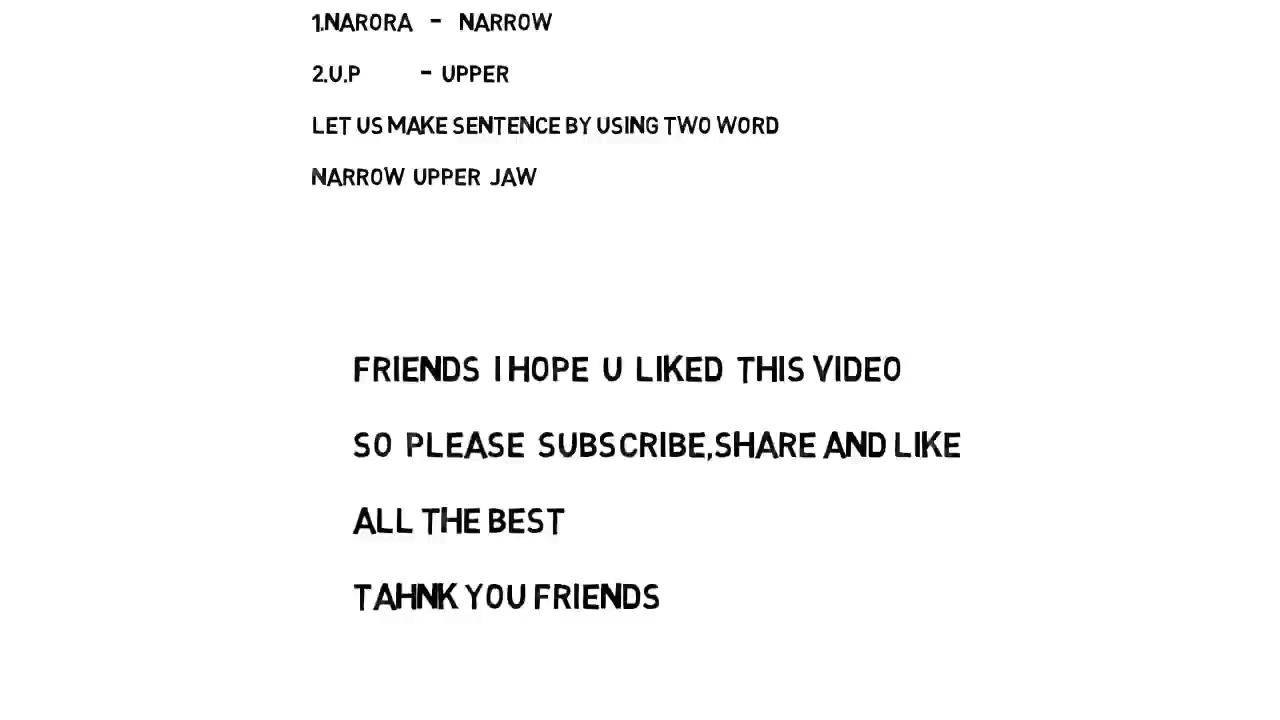 1.NARORA - NARROW
2.U.P - UPPER
LET US MAKE SENTENCE BY USING TWO WORD
NARROW UPPER JAW
FRIENDS I HOPE U LIKED THIS VIDEO
SO PLEASE SUBSCRIBE,SHARE AND LIKE
ALL THE BEST
TAHNK YOU FRIENDS